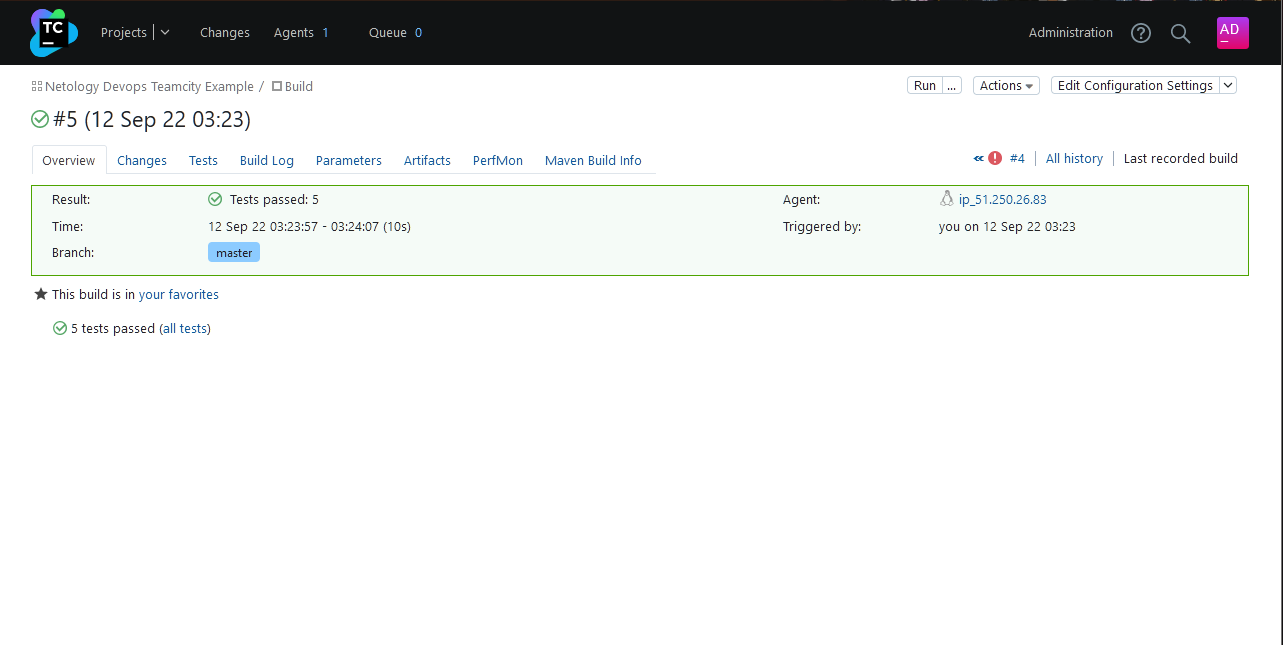 TC Projects Changes Agents 1 Queue 0 Administration ? AD
Netology Devops Teamcity Example / Build Run ... Actions Edit Configuration Settings
#5 (12 Sep 22 03:23)
Overview Changes Tests Build Log Parameters Artifacts PerfMon Maven Build Info « ! #4 All history Last recorded build
Result: Tests passed: 5 Agent: ip_51.250.26.83
Time: 12 Sep 22 03:23:57 - 03:24:07 (10s) Triggered by: you on 12 Sep 22 03:23
Branch: master
This build is in your favorites
5 tests passed (all tests)